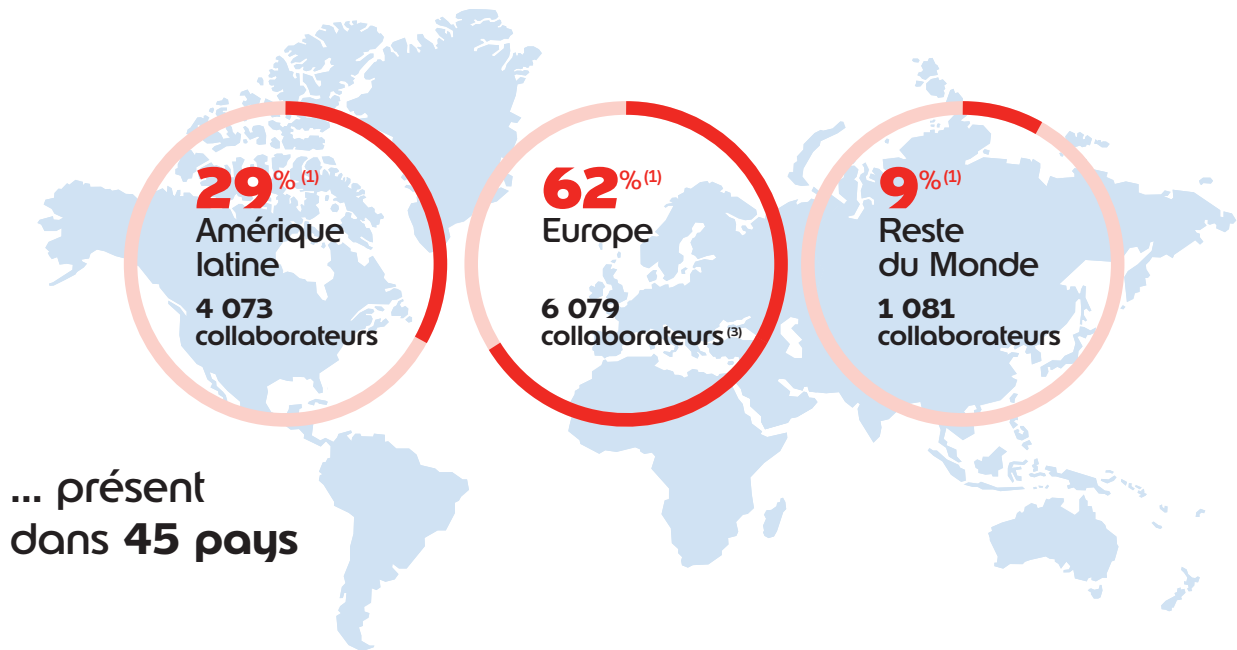 29% (1)
Amérique
latine
4 073
collaborateurs
62% (1)
Europe
6 079
collaborateurs (3)
9% (1)
Reste
du Monde
1 081
collaborateurs
... présent
dans 45 pays